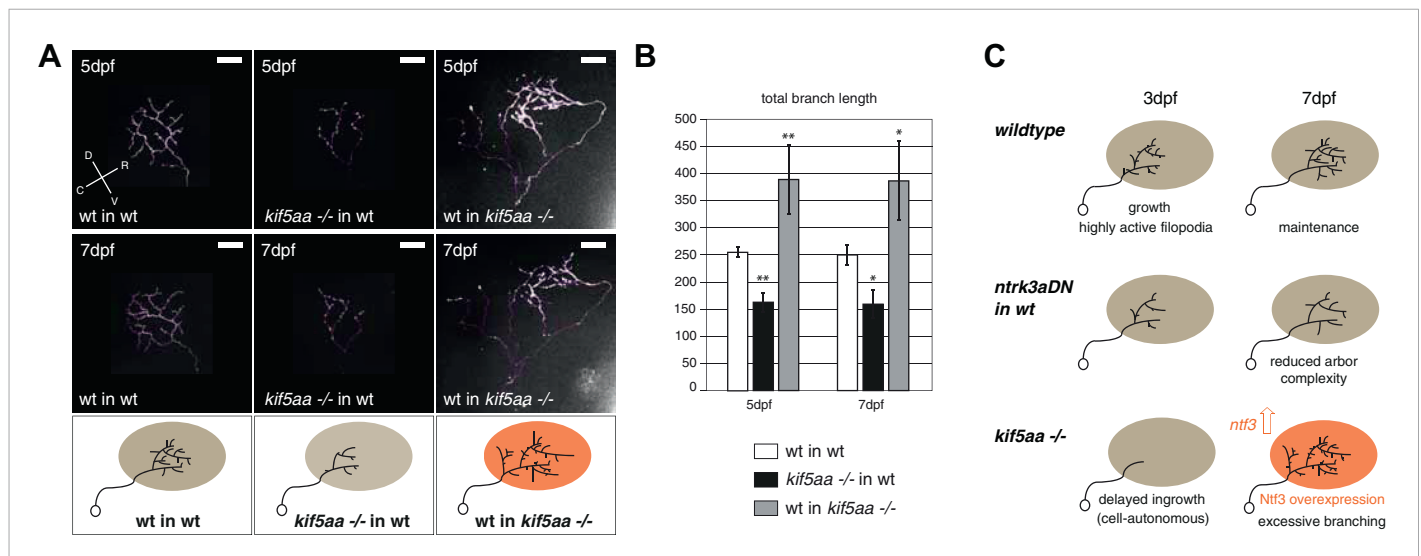 A
5dpf
5dpf
5dpf
D
R
C
V
wt in wt
kif5aa -/- in wt
wt in kif5aa -/-
7dpf
7dpf
7dpf
wt in wt
kif5aa -/- in wt
wt in kif5aa -/-
wt in wt
kif5aa -/- in wt
wt in kif5aa -/-
B
total branch length
500
450
400
350
300
250
200
150
100
50
0
**
**
*
*
5dpf
7dpf
wt in wt
kif5aa -/- in wt
wt in kif5aa -/-
C
3dpf
7dpf
wildtype
growth
highly active filopodia
maintenance
ntrk3aDN
in wt
reduced arbor
complexity
kif5aa -/-
ntf3
delayed ingrowth
(cell-autonomous)
Ntf3 overexpression
excessive branching